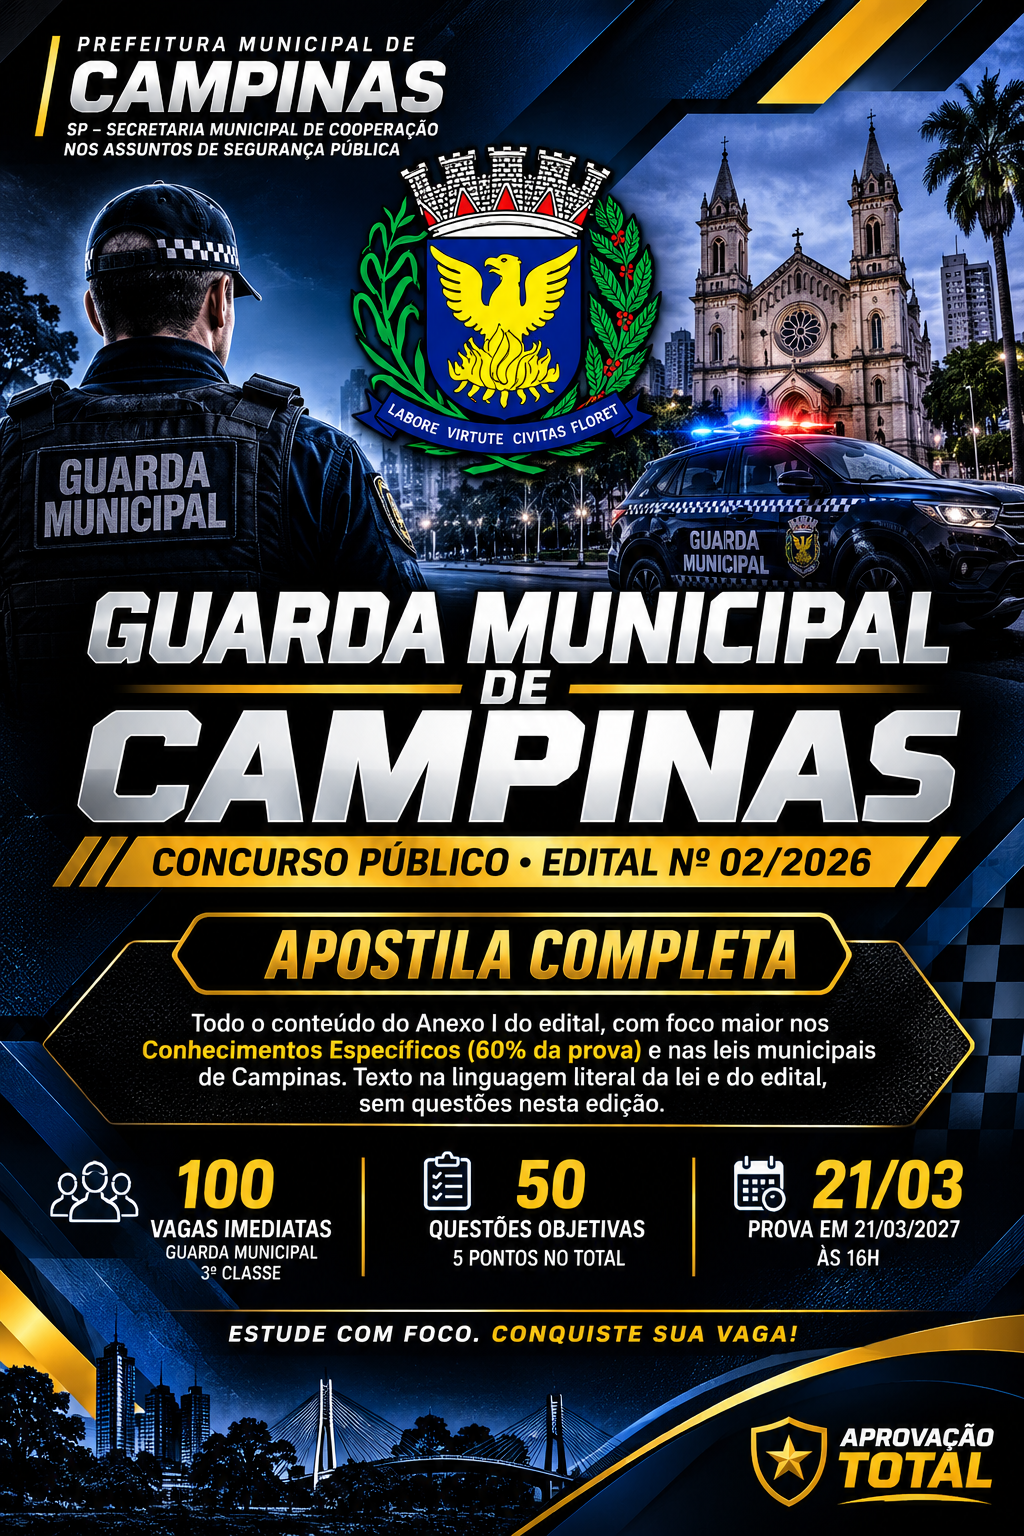 PREFEITURA MUNICIPAL DE
CAMPINAS
SP – SECRETARIA MUNICIPAL DE COOPERAÇÃO
NOS ASSUNTOS DE SEGURANÇA PÚBLICA
LABORE VIRTUTE CIVITAS FLORET
GUARDA
MUNICIPAL
GUARDA
MUNICIPAL
GUARDA MUNICIPAL
DE
CAMPINAS
CONCURSO PÚBLICO • EDITAL Nº 02/2026
APOSTILA COMPLETA
Todo o conteúdo do Anexo I do edital, com foco maior nos
Conhecimentos Específicos (60% da prova) e nas leis municipais
de Campinas. Texto na linguagem literal da lei e do edital,
sem questões nesta edição.
100
VAGAS IMEDIATAS
GUARDA MUNICIPAL
3ª CLASSE
50
QUESTÕES OBJETIVAS
5 PONTOS NO TOTAL
21/03
PROVA EM 21/03/2027
ÀS 16H
ESTUDE COM FOCO. CONQUISTE SUA VAGA!
APROVAÇÃO
TOTAL